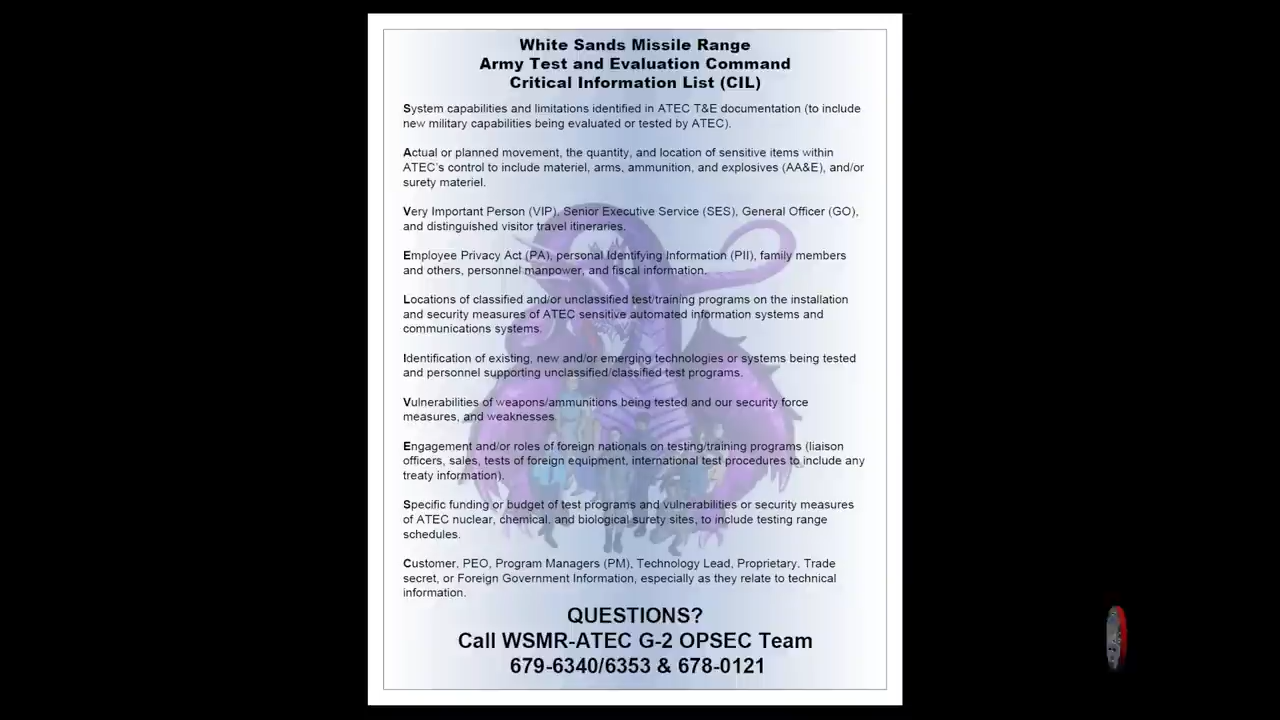 White Sands Missile Range
Army Test and Evaluation Command
Critical Information List (CIL)
System capabilities and limitations identified in ATEC T&E documentation (to include
new military capabilities being evaluated or tested by ATEC).
Actual or planned movement, the quantity, and location of sensitive items within
ATEC's control to include materiel, arms, ammunition, and explosives (AA&E), and/or
surety materiel.
Very Important Person (VIP), Senior Executive Service (SES), General Officer (GO),
and distinguished visitor travel itineraries.
Employee Privacy Act (PA), personal Identifying Information (PII), family members
and others, personnel manpower, and fiscal information.
Locations of classified and/or unclassified test/training programs on the installation
and security measures of ATEC sensitive automated information systems and
communications systems.
Identification of existing, new and/or emerging technologies or systems being tested
and personnel supporting unclassified/classified test programs.
Vulnerabilities of weapons/ammunitions being tested and our security force
measures, and weaknesses.
Engagement and/or roles of foreign nationals on testing/training programs (liaison
officers, sales, tests of foreign equipment, international test procedures to include any
treaty information).
Specific funding or budget of test programs and vulnerabilities or security measures
of ATEC nuclear, chemical, and biological surety sites, to include testing range
schedules.
Customer, PEO, Program Managers (PM), Technology Lead, Proprietary, Trade
secret, or Foreign Government Information, especially as they relate to technical
information.
QUESTIONS?
Call WSMR-ATEC G-2 OPSEC Team
679-6340/6353 & 678-0121